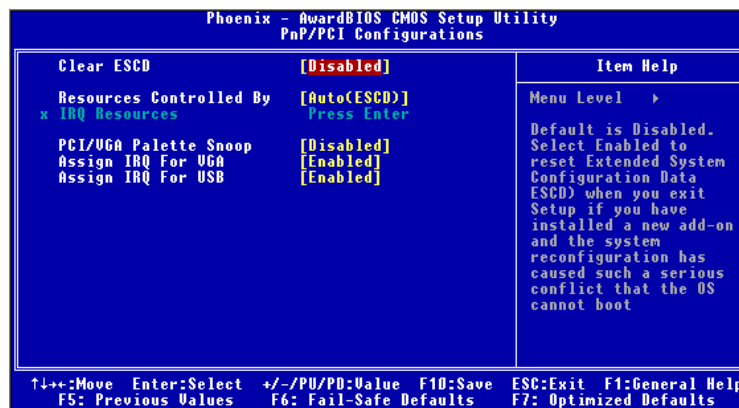 Phoenix - AwardBIOS CMOS Setup Utility
PnP/PCI Configurations
Clear ESCD [Disabled]
Resources Controlled By [Auto(ESCD)]
x IRQ Resources Press Enter
PCI/VGA Palette Snoop [Disabled]
Assign IRQ For VGA [Enabled]
Assign IRQ For USB [Enabled]
Item Help
Menu Level ▸
Default is Disabled.
Select Enabled to
reset Extended System
Configuration Data
ESCD) when you exit
Setup if you have
installed a new add-on
and the system
reconfiguration has
caused such a serious
conflict that the OS
cannot boot
↑↓→←:Move Enter:Select +/-/PU/PD:Value F10:Save ESC:Exit F1:General Help
F5: Previous Values F6: Fail-Safe Defaults F7: Optimized Defaults